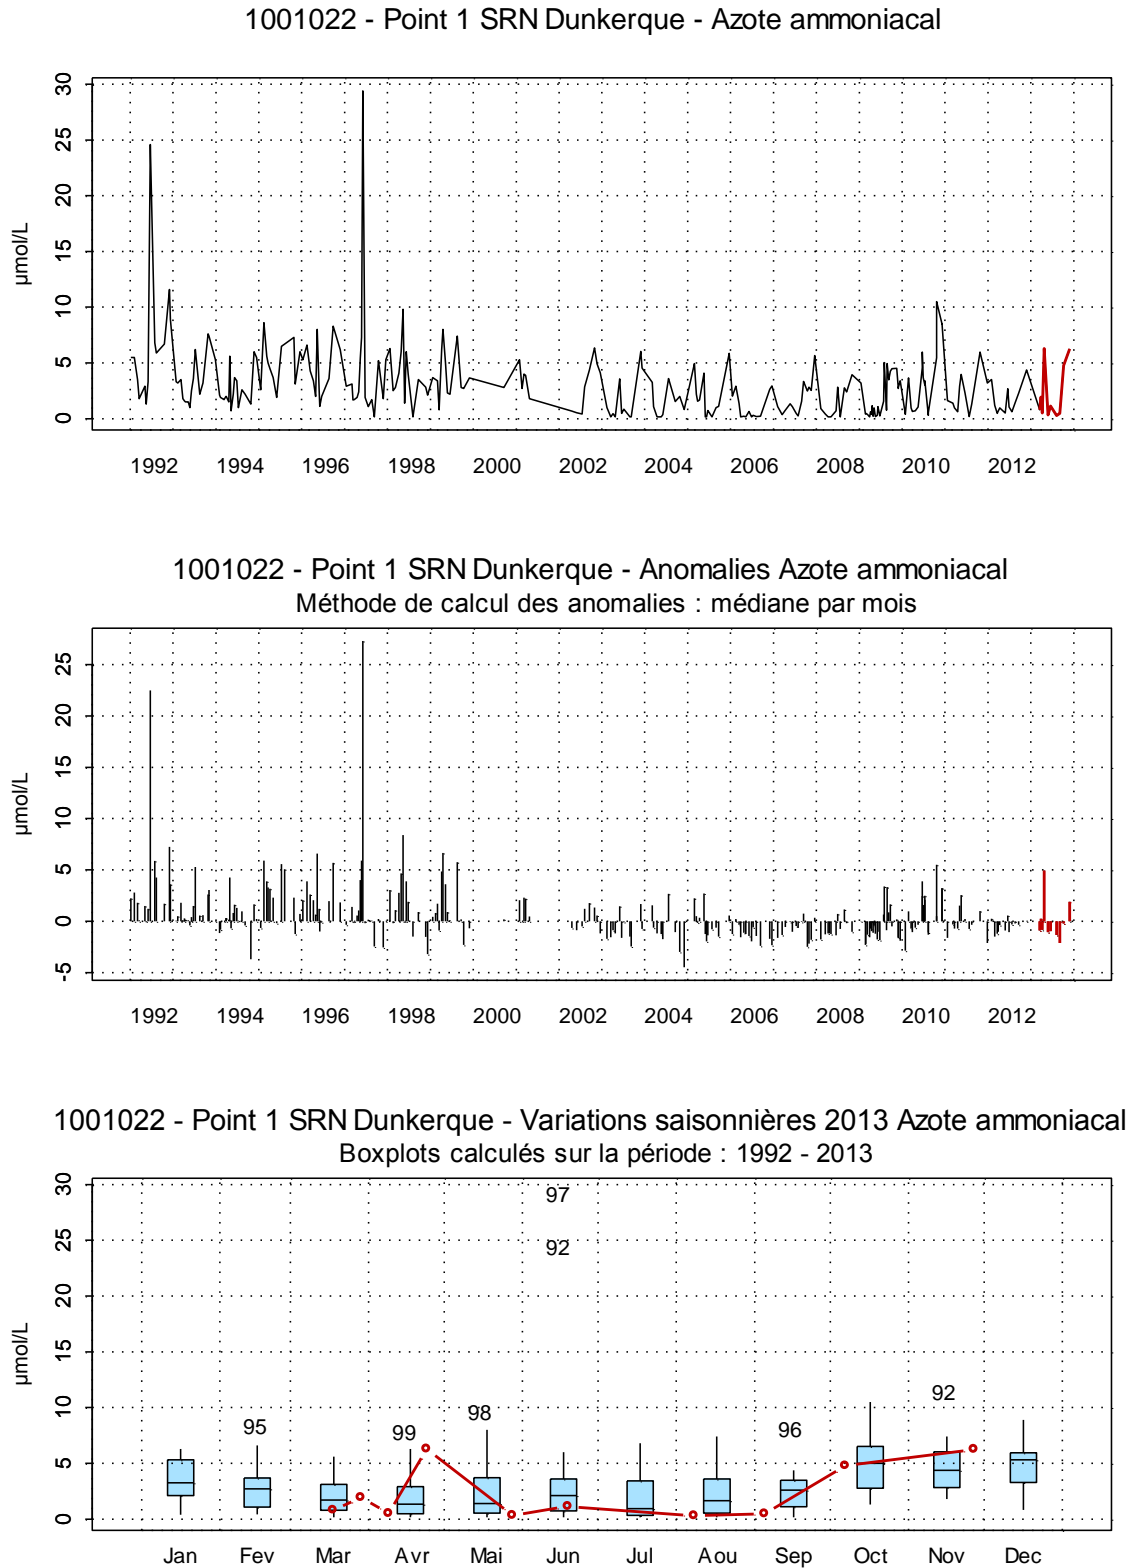 1001022 - Point 1 SRN Dunkerque - Azote ammoniacal
30
25
20
15
10
5
0
µmol/L
1992 1994 1996 1998 2000 2002 2004 2006 2008 2010 2012
1001022 - Point 1 SRN Dunkerque - Anomalies Azote ammoniacal
Méthode de calcul des anomalies : médiane par mois
25
20
15
10
5
0
-5
µmol/L
1992 1994 1996 1998 2000 2002 2004 2006 2008 2010 2012
1001022 - Point 1 SRN Dunkerque - Variations saisonnières 2013 Azote ammoniacal
Boxplots calculés sur la période : 1992 - 2013
30
25
20
15
10
5
0
µmol/L
97
92
95
99
98
96
92
Jan Fev Mar Avr Mai Jun Jul Aou Sep Oct Nov Dec